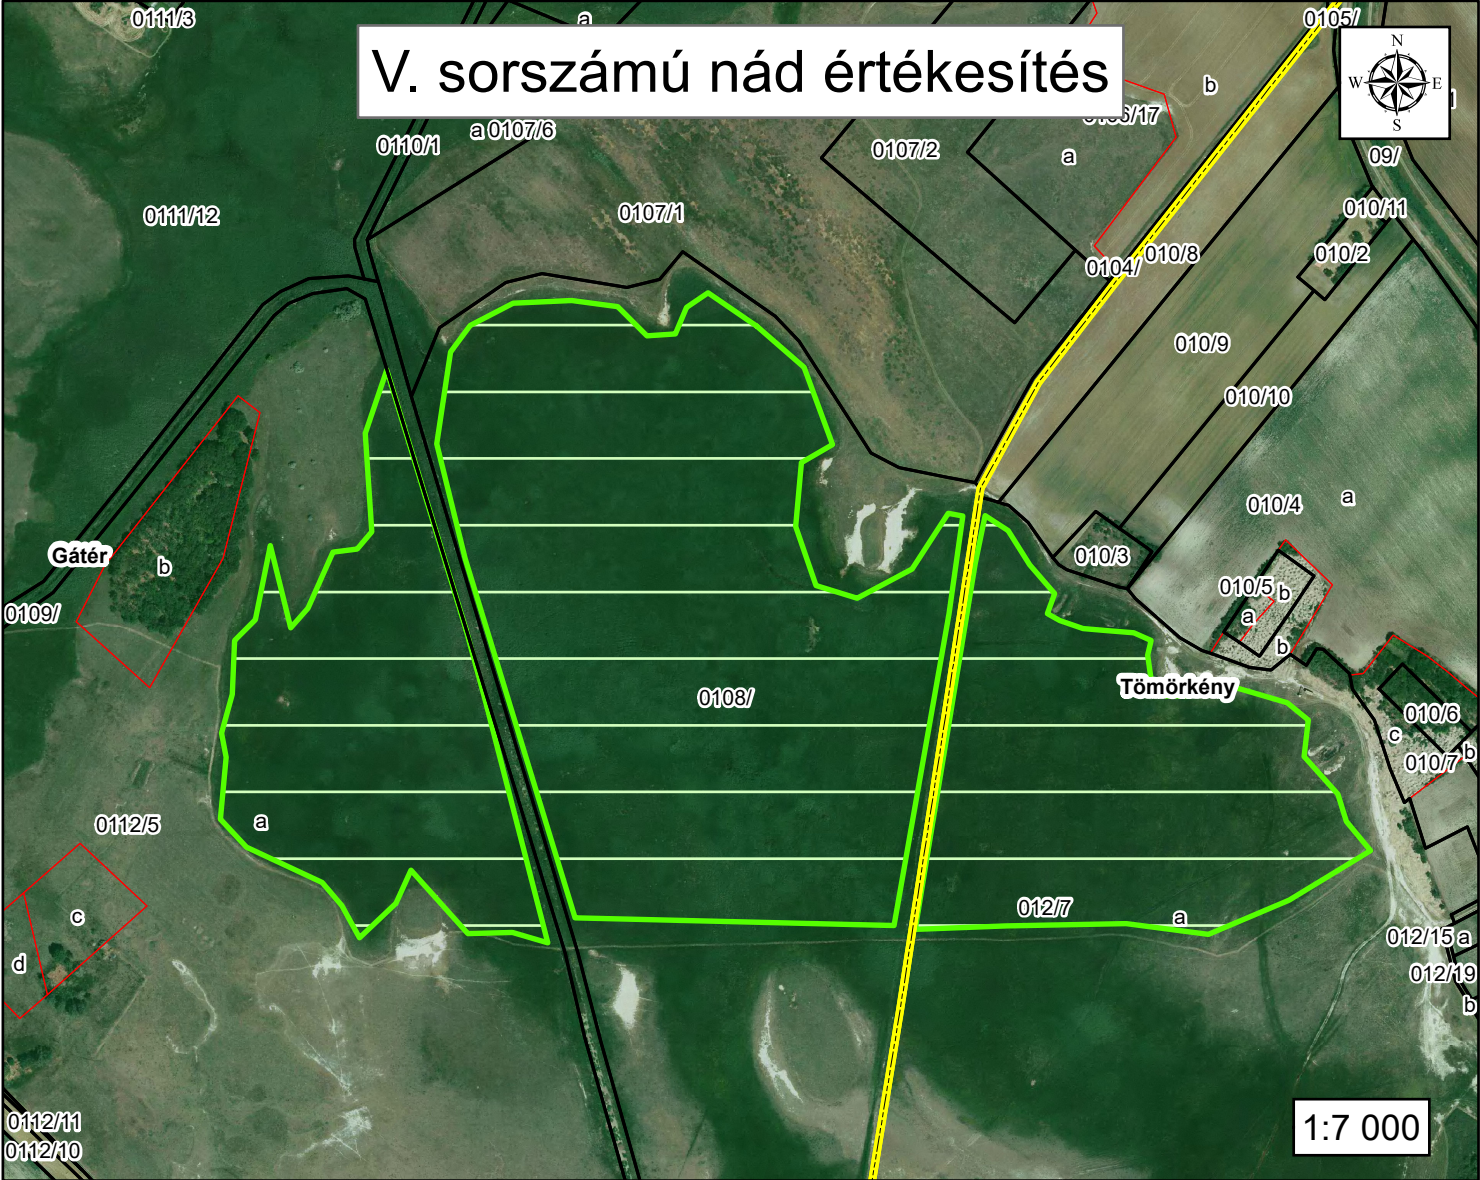 0111/3
a
0105/
V. sorszámú nád értékesítés
N
W
E
S
b
a 0107/6
0110/1
0107/2
a
09/
0111/12
0107/1
010/11
010/8
010/2
0104/
010/9
010/10
a
010/4
Gátér
b
010/3
010/5
b
a
b
0109/
Tömörkény
0108/
010/6
c
b
010/7
0112/5
a
012/7
a
c
d
012/15 a
012/19
b
0112/11
0112/10
1:7 000